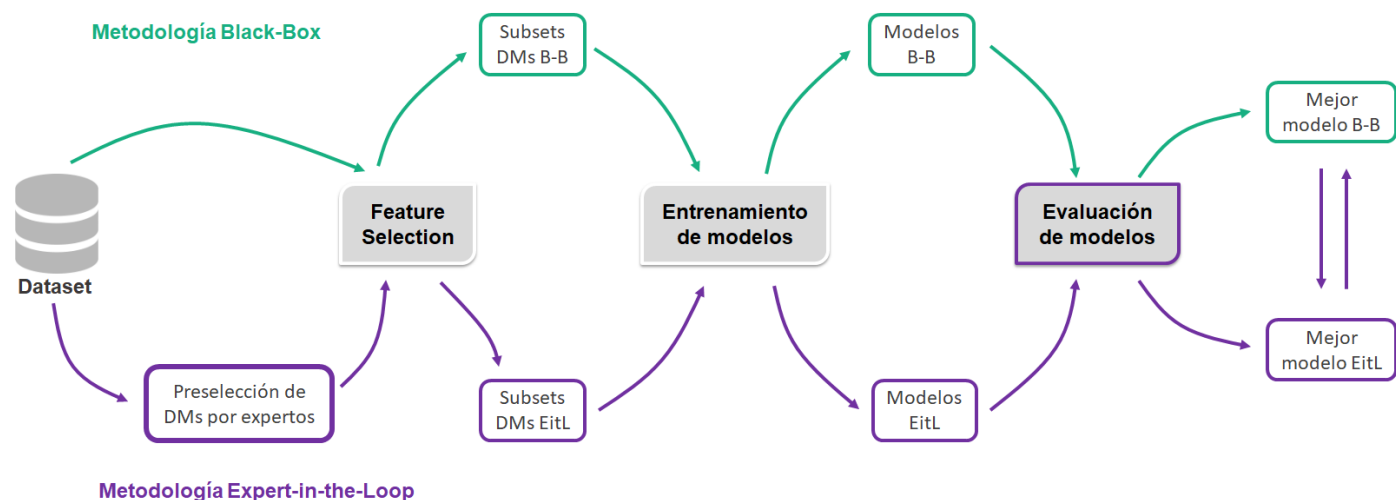 Metodología Black-Box
Subsets
DMs B-B
Modelos
B-B
Mejor
modelo B-B
Dataset
Feature
Selection
Entrenamiento
de modelos
Evaluación
de modelos
Preselección de
DMs por expertos
Subsets
DMs EitL
Modelos
EitL
Mejor
modelo EitL
Metodología Expert-in-the-Loop